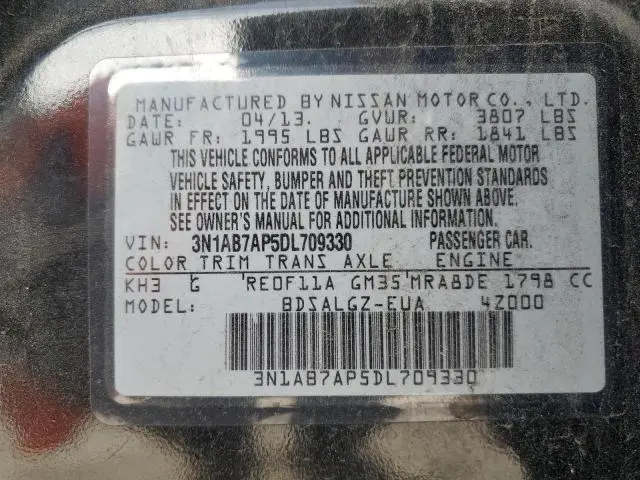 MANUFACTURED BY NISSAN MOTOR CO., LTD.
DATE: 04/13. GVWR: 3807 LBS
GAWR FR: 1995 LBS GAWR RR: 1841 LBS
THIS VEHICLE CONFORMS TO ALL APPLICABLE FEDERAL MOTOR
VEHICLE SAFETY, BUMPER AND THEFT PREVENTION STANDARDS
IN EFFECT ON THE DATE OF MANUFACTURE SHOWN ABOVE.
SEE OWNER'S MANUAL FOR ADDITIONAL INFORMATION.
VIN: 3N1AB7AP5DL709330 PASSENGER CAR.
COLOR TRIM TRANS AXLE ENGINE
KH3 G RE0F11A GM35 MRA8DE 1798 CC
MODEL: BDSALGZ-EUA 4Z000
3N1AB7AP5DL709330